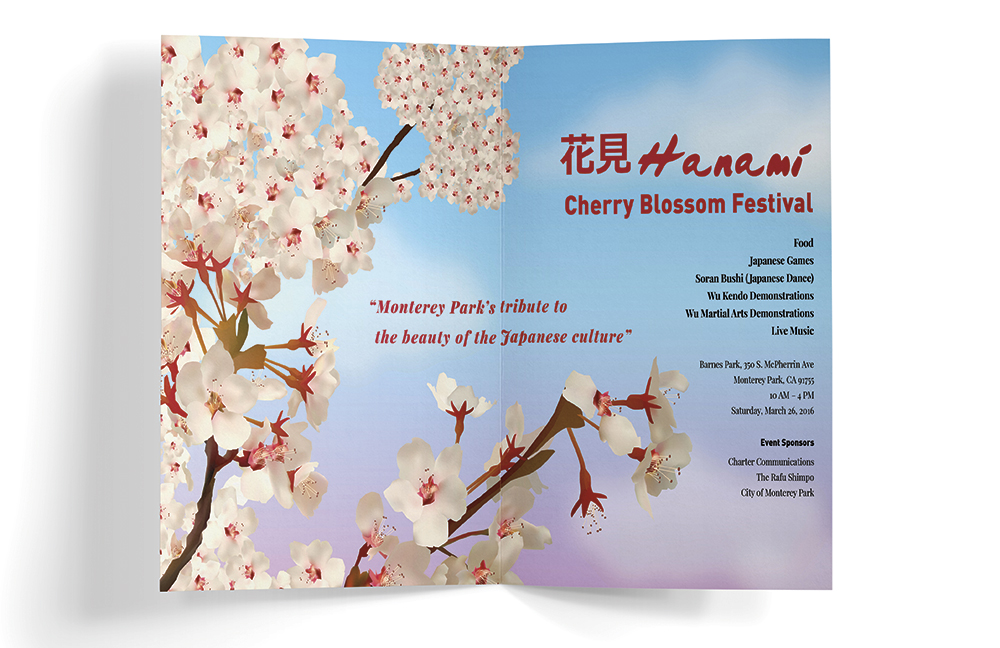 花見 Hanami
Cherry Blossom Festival
Food
Japanese Games
Soran Bushi (Japanese Dance)
Wu Kendo Demonstrations
Wu Martial Arts Demonstrations
Live Music
“Monterey Park’s tribute to
the beauty of the Japanese culture”
Barnes Park, 350 S. McPherrin Ave
Monterey Park, CA 91755
10 AM – 4 PM
Saturday, March 26, 2016
Event Sponsors
Charter Communications
The Rafu Shimpo
City of Monterey Park